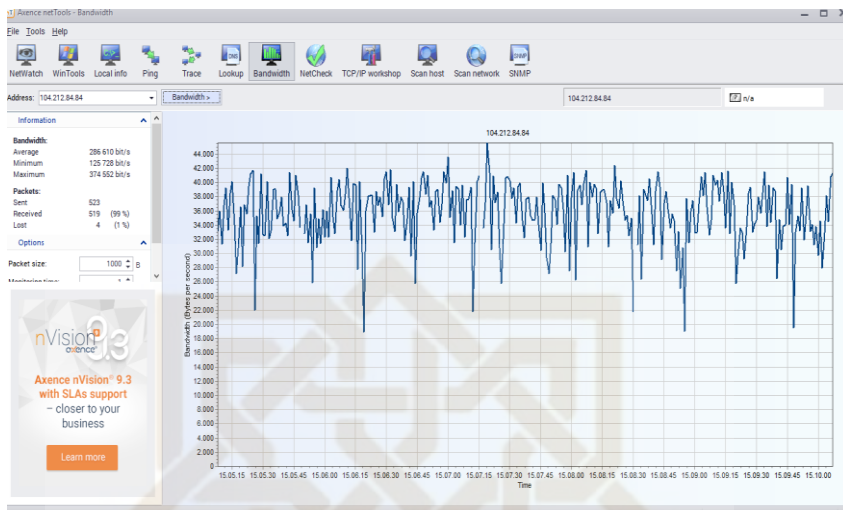 Axence netTools - Bandwidth
File Tools Help
NetWatch WinTools Local info Ping Trace Lookup Bandwidth NetCheck TCP/IP workshop Scan host Scan network SNMP
Address: 104.212.84.84 Bandwidth > 104.212.84.84 n/a
Information
Bandwidth:
Average 286 610 bit/s
Minimum 125 728 bit/s
Maximum 374 552 bit/s
Packets:
Sent 523
Received 519 (99 %)
Lost 4 (1 %)
Options
Packet size: 1000 B
Monitoring time:
nVision 9.3
axence
Axence nVision® 9.3
with SLAs support
– closer to your
business
Learn more
104.212.84.84
44.000
42.000
40.000
38.000
36.000
34.000
32.000
30.000
28.000
26.000
24.000
22.000
20.000
18.000
16.000
14.000
12.000
10.000
8.000
6.000
4.000
2.000
0
Bandwidth (Bytes per second)
15.05.15 15.05.30 15.05.45 15.06.00 15.06.15 15.06.30 15.06.45 15.07.00 15.07.15 15.07.30 15.07.45 15.08.00 15.08.15 15.08.30 15.08.45 15.09.00 15.09.15 15.09.30 15.09.45 15.10.00
Time